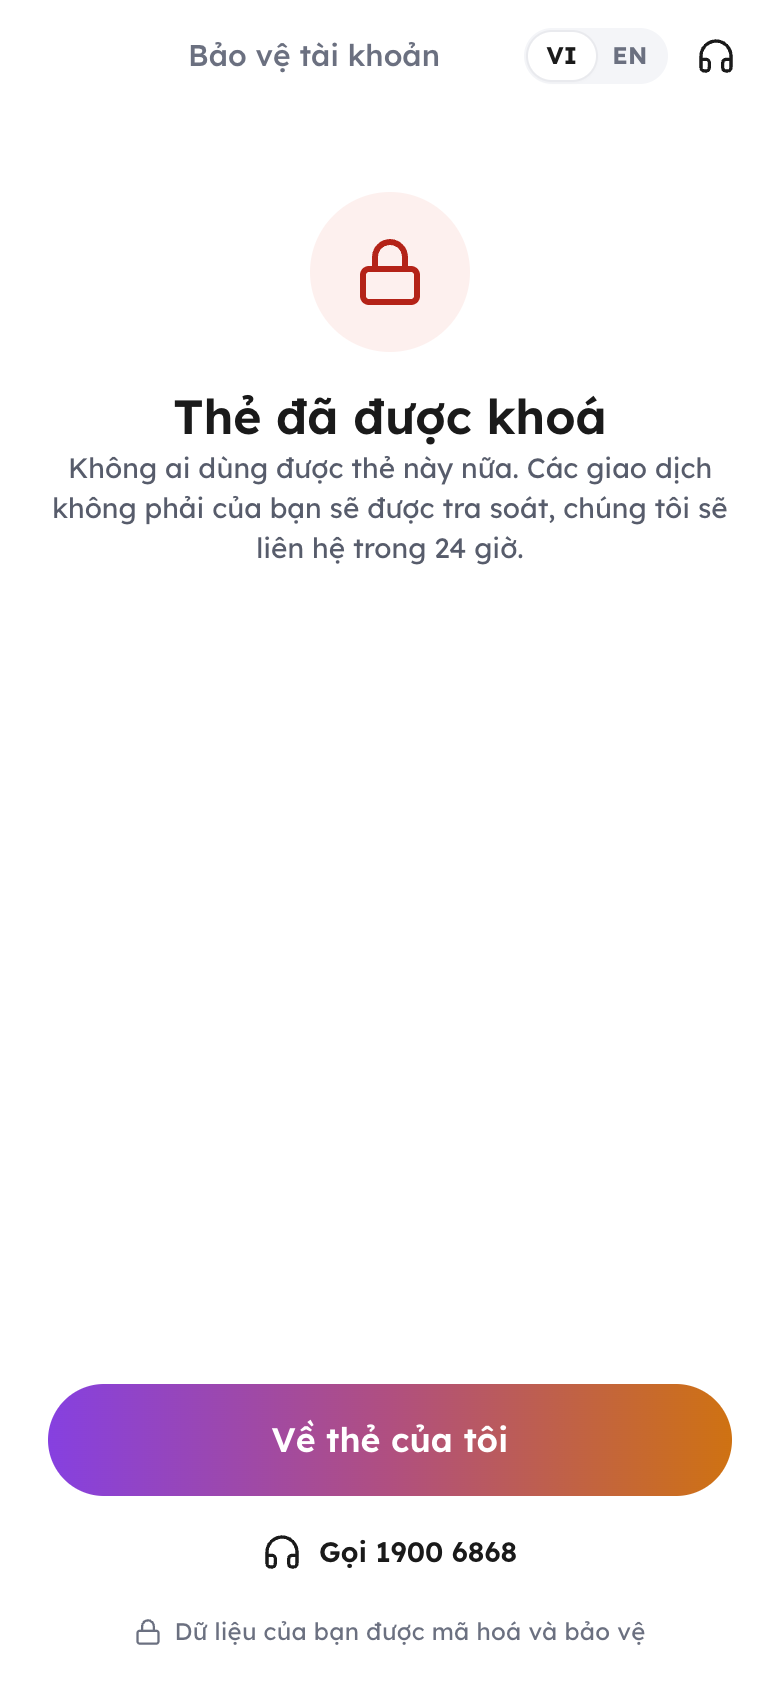 Bảo vệ tài khoản
VI EN
Thẻ đã được khoá
Không ai dùng được thẻ này nữa. Các giao dịch
không phải của bạn sẽ được tra soát, chúng tôi sẽ
liên hệ trong 24 giờ.
Về thẻ của tôi
Gọi 1900 6868
Dữ liệu của bạn được mã hoá và bảo vệ